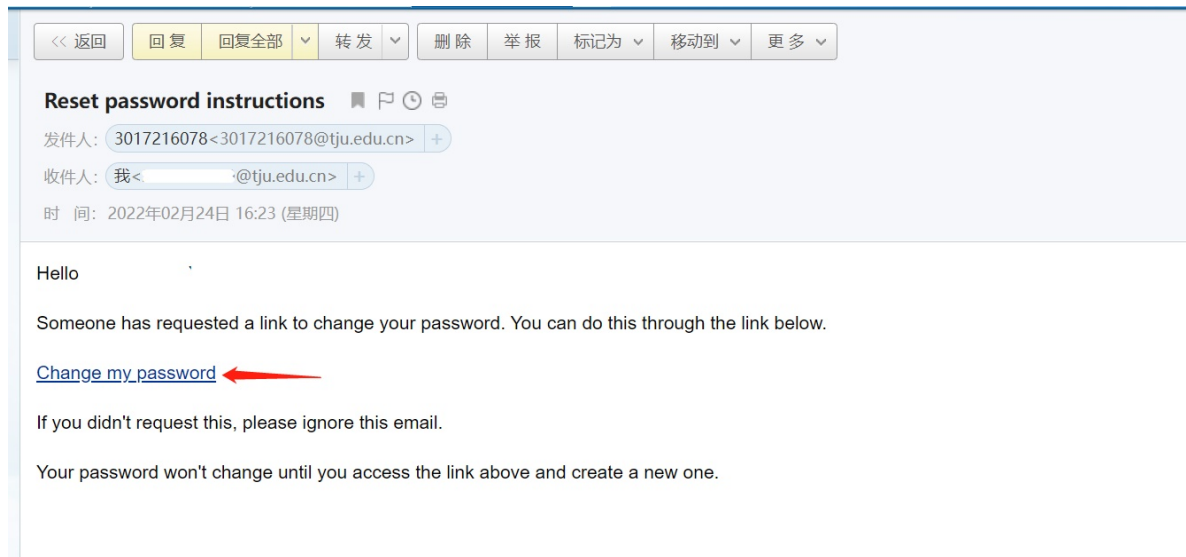 << 返回 回复 回复全部 转发 删除 举报 标记为 移动到 更多
Reset password instructions
发件人: 3017216078<3017216078@tju.edu.cn> +
收件人: 我< @tju.edu.cn> +
时 间: 2022年02月24日 16:23 (星期四)
Hello
Someone has requested a link to change your password. You can do this through the link below.
Change my password
If you didn't request this, please ignore this email.
Your password won't change until you access the link above and create a new one.